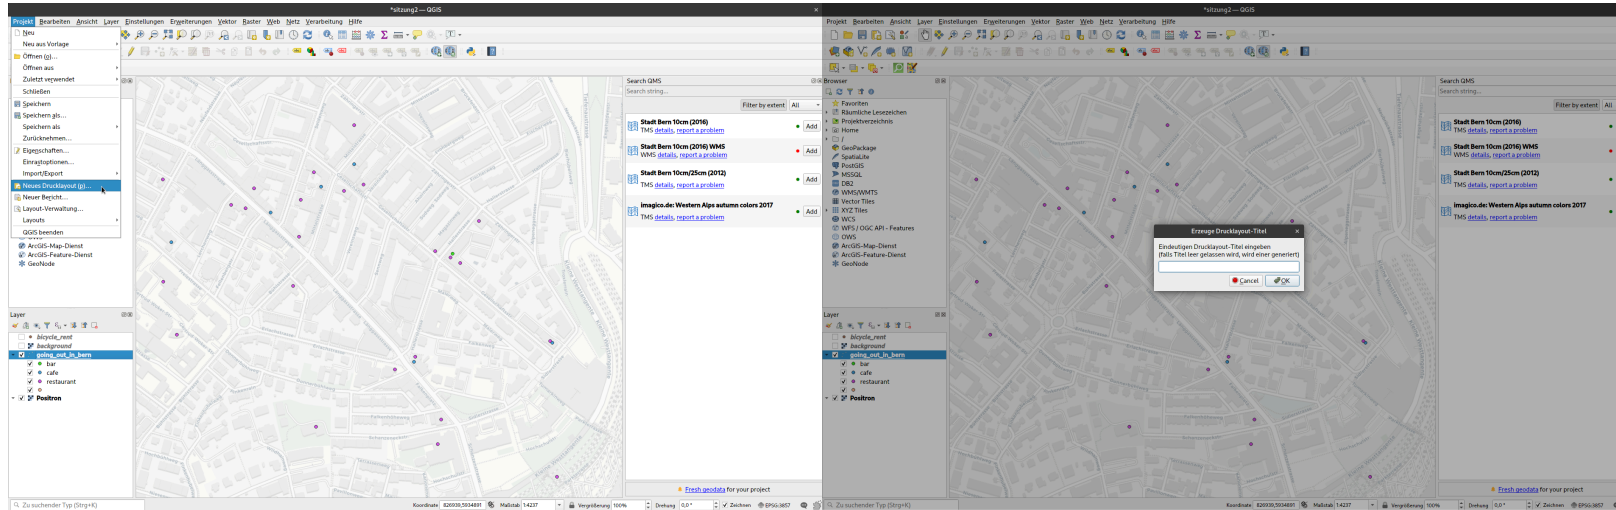 *sitzung2 — QGIS
Projekt Bearbeiten Ansicht Layer Einstellungen Erweiterungen Vektor Raster Web Netz Verarbeitung Hilfe
Neu
Neu aus Vorlage
Öffnen (o)...
Öffnen aus
Zuletzt verwendet
Schließen
Speichern
Speichern als...
Speichern als
Zurücknehmen...
Eigenschaften...
Einrastoptionen...
Import/Export
Neues Drucklayout (p)...
Neuer Bericht...
Layout-Verwaltung...
Layouts
QGIS beenden
OWS
ArcGIS-Map-Dienst
ArcGIS-Feature-Dienst
GeoNode
Layer
bicycle_rent
background
going_out_in_bern
bar
cafe
restaurant
Positron
Search QMS
Search string...
Filter by extent All
Stadt Bern 10cm (2016)
TMS details, report a problem Add
Stadt Bern 10cm (2016) WMS
WMS details, report a problem Add
Stadt Bern 10cm/25cm (2012)
TMS details, report a problem Add
imagico.de: Western Alps autumn colors 2017
TMS details, report a problem Add
Fresh geodata for your project
Zu suchender Typ (Strg+K)
Koordinate 826939,5934891 Maßstab 1:4237 Vergrößerung 100% Drehung 0,0 ° Zeichnen EPSG:3857
*sitzung2 — QGIS
Projekt Bearbeiten Ansicht Layer Einstellungen Erweiterungen Vektor Raster Web Netz Verarbeitung Hilfe
Browser
Favoriten
Räumliche Lesezeichen
Projektverzeichnis
Home
/
GeoPackage
SpatiaLite
PostGIS
MSSQL
DB2
WMS/WMTS
Vector Tiles
XYZ Tiles
WCS
WFS / OGC API - Features
OWS
ArcGIS-Map-Dienst
ArcGIS-Feature-Dienst
GeoNode
Layer
bicycle_rent
background
going_out_in_bern
bar
cafe
restaurant
Positron
Erzeuge Drucklayout-Titel
Eindeutigen Drucklayout-Titel eingeben
(falls Titel leer gelassen wird, wird einer generiert)
Cancel OK
Search QMS
Search string...
Filter by extent All
Stadt Bern 10cm (2016)
TMS details, report a problem
Stadt Bern 10cm (2016) WMS
WMS details, report a problem
Stadt Bern 10cm/25cm (2012)
TMS details, report a problem
imagico.de: Western Alps autumn colors 2017
TMS details, report a problem
Fresh geodata for your project
Zu suchender Typ (Strg+K)
Koordinate 826939,5934891 Maßstab 1:4237 Vergrößerung 100% Drehung 0,0 ° Zeichnen EPSG:3857